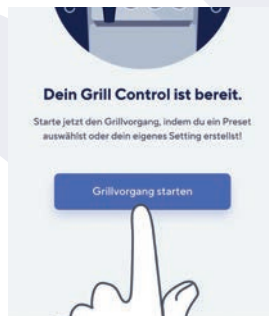 Dein Grill Control ist bereit.
Starte jetzt den Grillvorgang, indem du ein Preset
auswählst oder dein eigenes Setting erstellst!
Grillvorgang starten